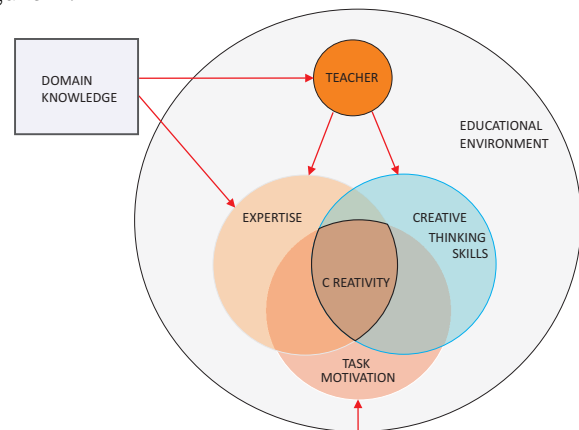 DOMAIN
KNOWLEDGE
TEACHER
EDUCATIONAL
ENVIRONMENT
EXPERTISE
CREATIVE
THINKING
SKILLS
C REATIVITY
TASK
MOTIVATION